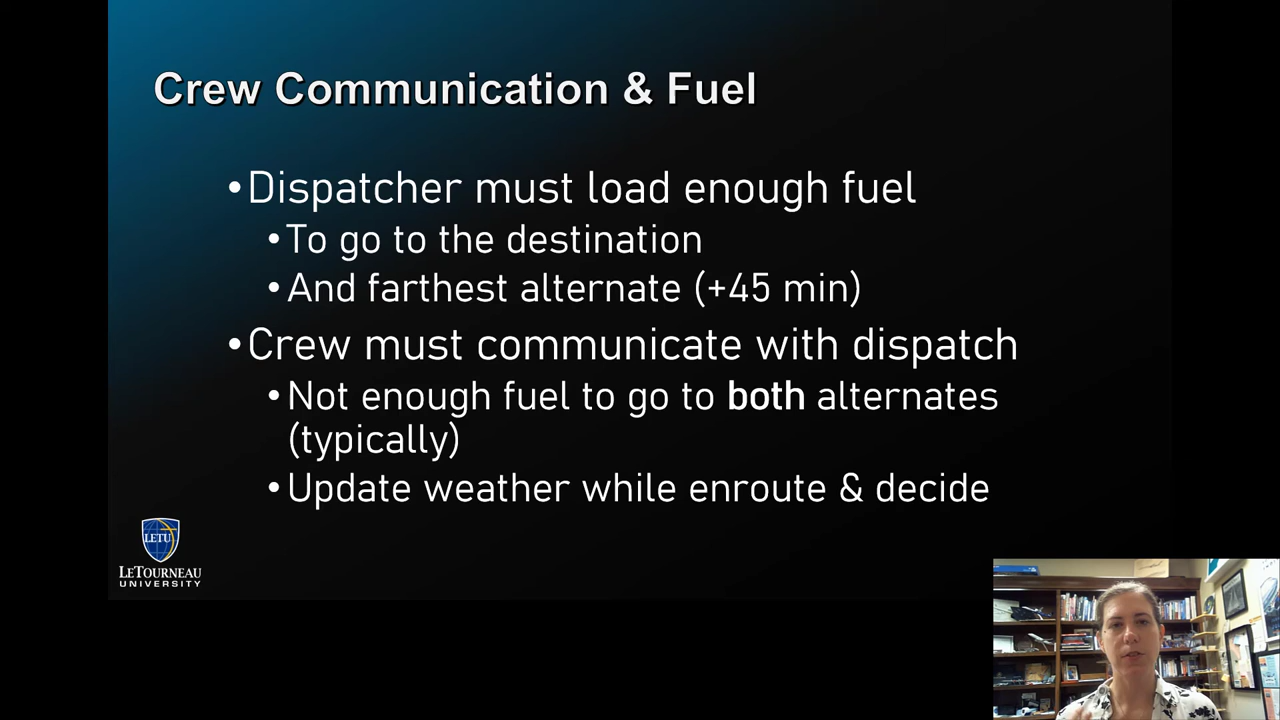 Crew Communication & Fuel
•Dispatcher must load enough fuel
•To go to the destination
•And farthest alternate (+45 min)
•Crew must communicate with dispatch
•Not enough fuel to go to both alternates
(typically)
•Update weather while enroute & decide
LETU
LETOURNEAU
UNIVERSITY